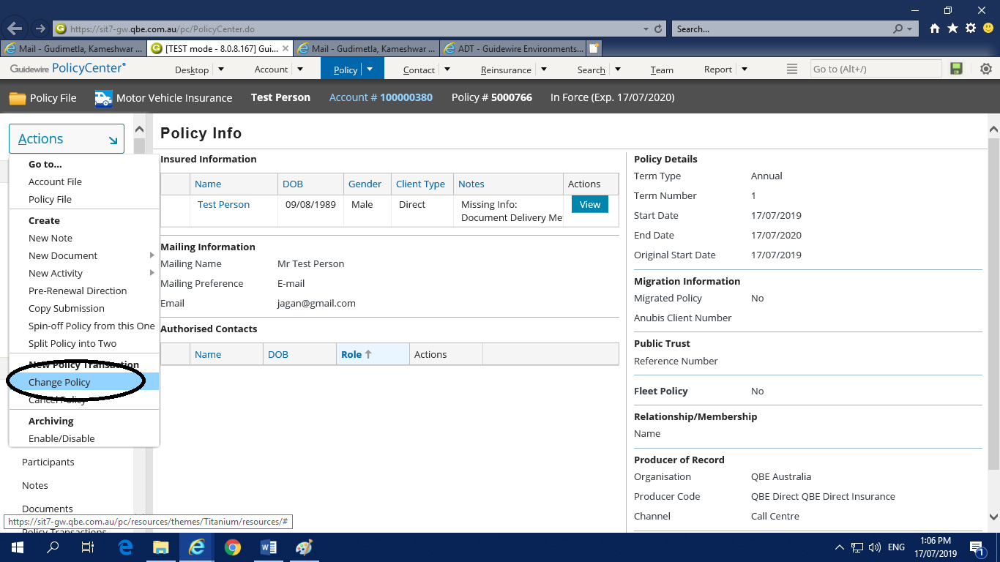 https://sit7-gw.qbe.com.au/pc/PolicyCenter.do
Search...
Mail - Gudimetla, Kameshwar ...
[TEST mode - 8.0.8.167] Gui...
Mail - Gudimetla, Kameshwar ...
ADT - Guidewire Environments...
Guidewire PolicyCenter
Desktop
Account
Policy
Contact
Reinsurance
Search
Team
Report
Go to (Alt+/)
Policy File
Motor Vehicle Insurance
Test Person
Account # 100000380
Policy # 5000766
In Force (Exp. 17/07/2020)
Actions
Go to...
Account File
Policy File
Create
New Note
New Document
New Activity
Pre-Renewal Direction
Copy Submission
Spin-off Policy from this One
Split Policy into Two
New Policy Transaction
Change Policy
Cancel Policy
Archiving
Enable/Disable
Participants
Notes
Documents
Policy Transactions
https://sit7-gw.qbe.com.au/pc/resources/themes/Titanium/resources/#
Policy Info
Insured Information
Name DOB Gender Client Type Notes Actions
Test Person 09/08/1989 Male Direct Missing Info: View
Document Delivery Me
Mailing Information
Mailing Name Mr Test Person
Mailing Preference E-mail
Email jagan@gmail.com
Authorised Contacts
Name DOB Role Actions
Policy Details
Term Type Annual
Term Number 1
Start Date 17/07/2019
End Date 17/07/2020
Original Start Date 17/07/2019
Migration Information
Migrated Policy No
Anubis Client Number
Public Trust
Reference Number
Fleet Policy No
Relationship/Membership
Name
Producer of Record
Organisation QBE Australia
Producer Code QBE Direct QBE Direct Insurance
Channel Call Centre
ENG
1:06 PM
17/07/2019
1